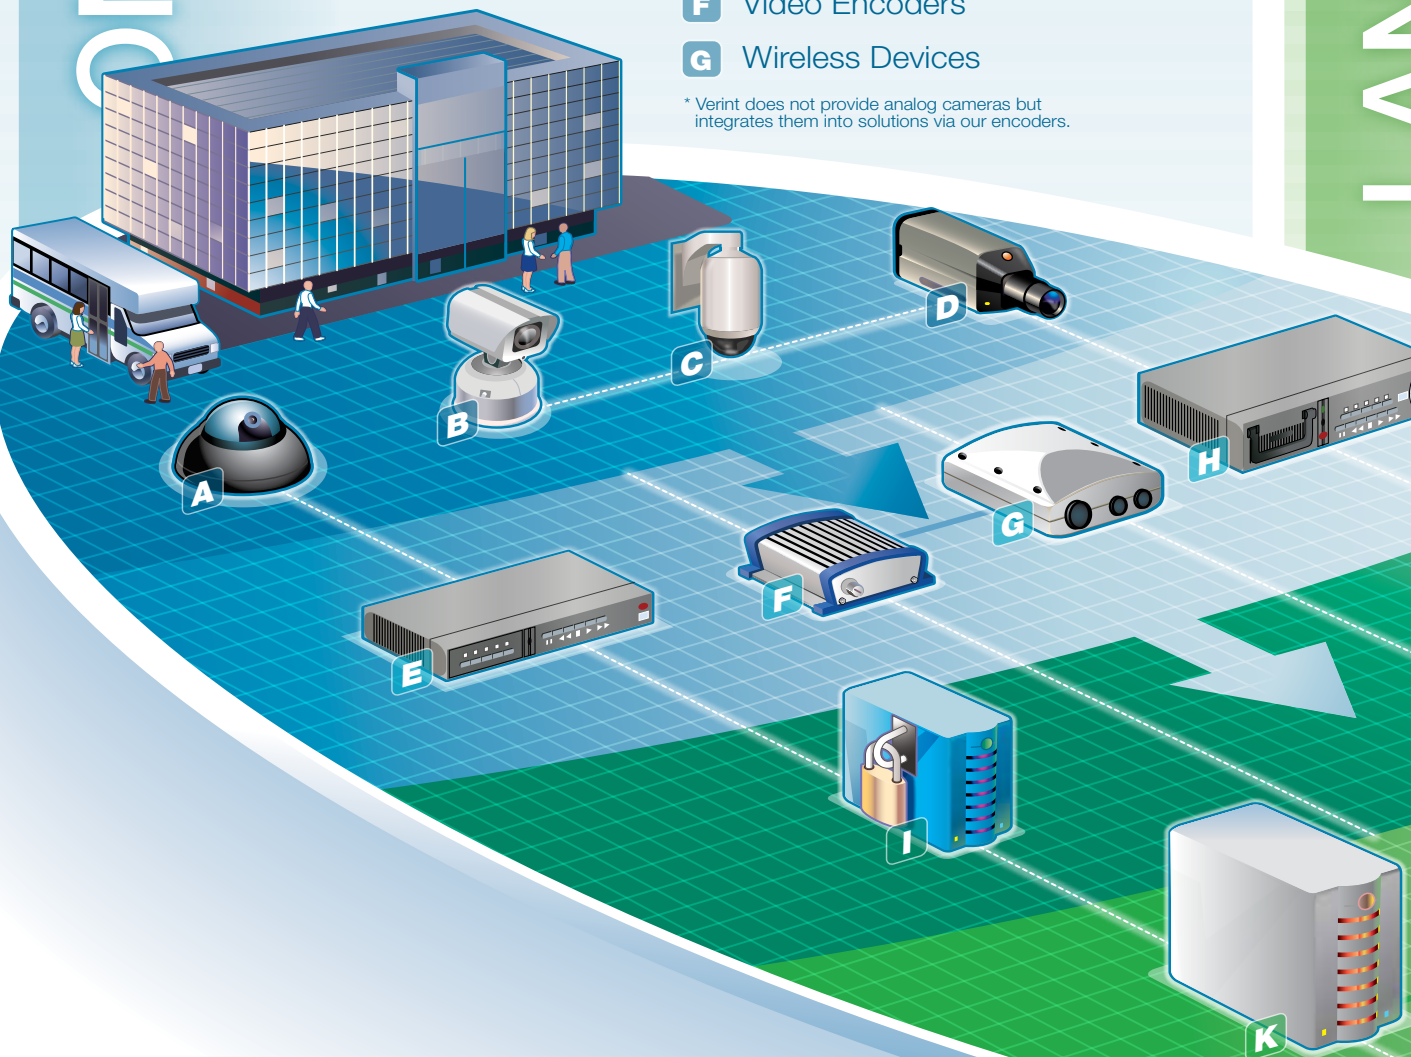 F Video Encoders
G Wireless Devices
* Verint does not provide analog cameras but
integrates them into solutions via our encoders.
D
C
B
H
A
G
F
E
I
K